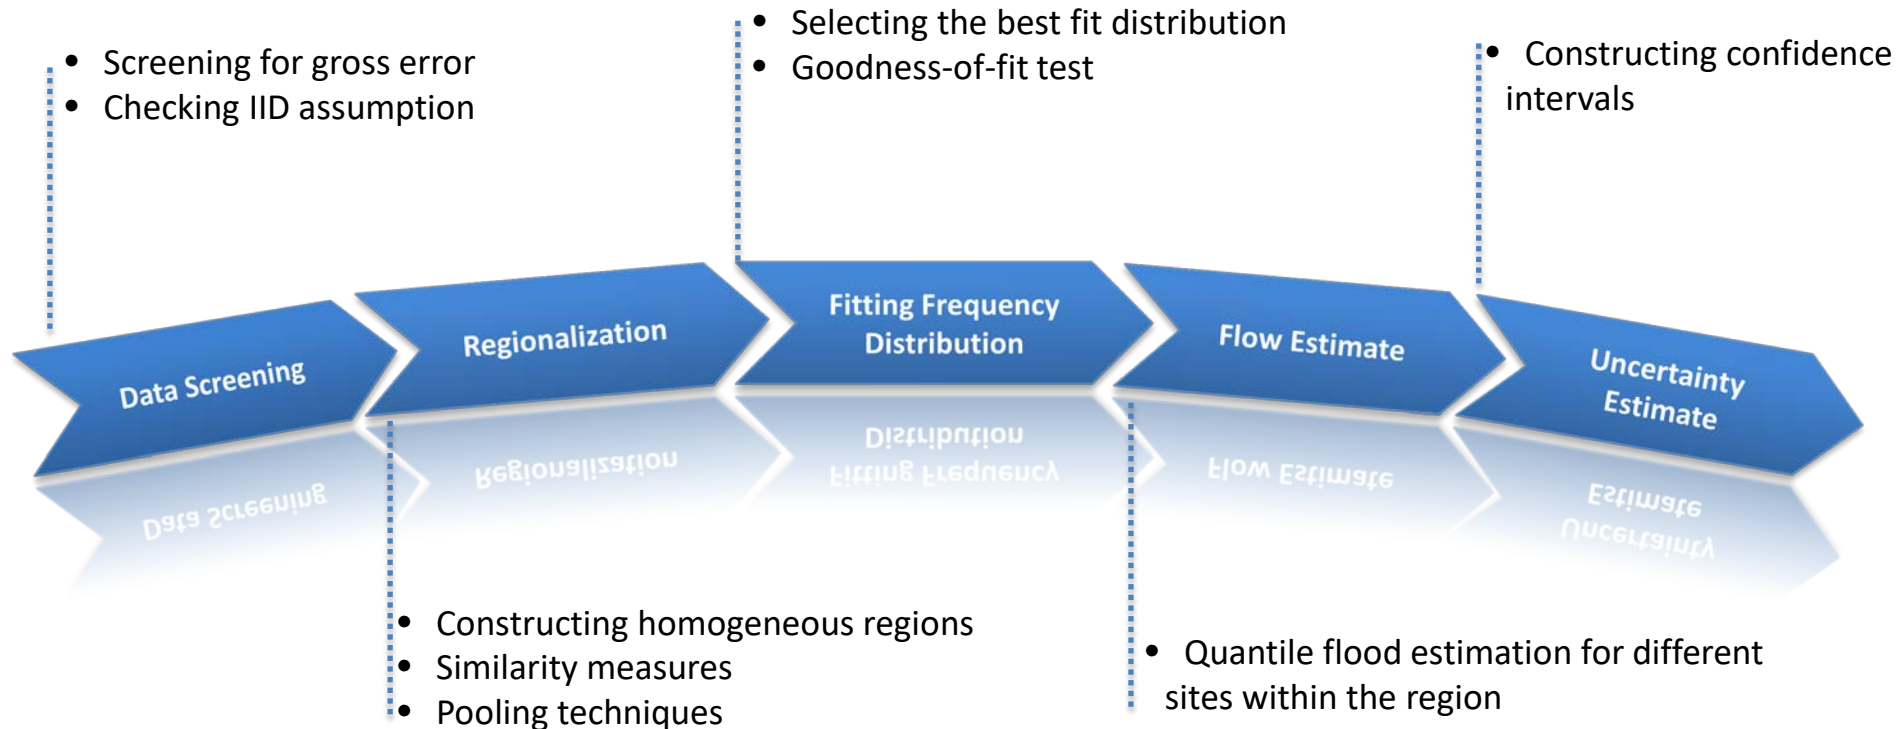 • Screening for gross error
• Checking IID assumption
• Selecting the best fit distribution
• Goodness-of-fit test
• Constructing confidence
intervals
Data Screening
Regionalization
Fitting Frequency
Distribution
Flow Estimate
Uncertainty
Estimate
• Constructing homogeneous regions
• Similarity measures
• Pooling techniques
• Quantile flood estimation for different
sites within the region